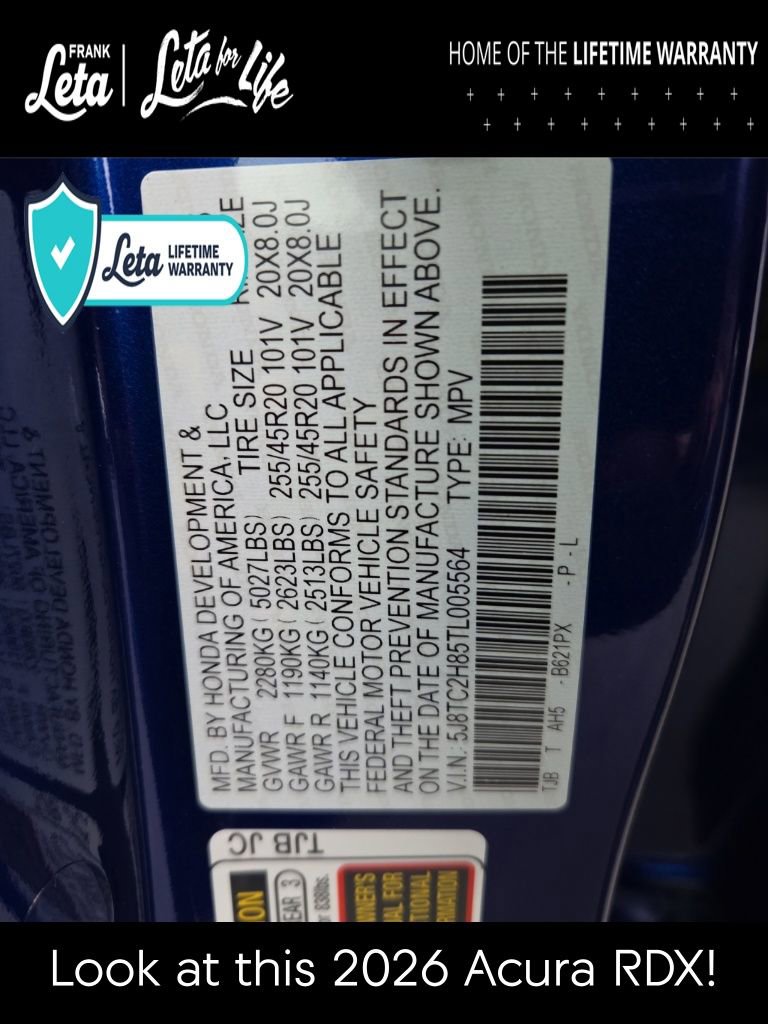 FRANK
Leta
Leta for Life
HOME OF THE LIFETIME WARRANTY
Leta LIFETIME
WARRANTY
MFD. BY HONDA DEVELOPMENT &
MANUFACTURING OF AMERICA, LLC
TIRE SIZE
GVWR 2280KG ( 5027LBS)
GAWR F 1190KG ( 2623LBS) 255/45R20 101V 20X8.0J
GAWR R 1140KG ( 2513LBS) 255/45R20 101V 20X8.0J
THIS VEHICLE CONFORMS TO ALL APPLICABLE
FEDERAL MOTOR VEHICLE SAFETY
AND THEFT PREVENTION STANDARDS IN EFFECT
ON THE DATE OF MANUFACTURE SHOWN ABOVE.
V.I.N.: 5J8TC2H85TL005564 TYPE: MPV
TJB T AH5 - B621PX - P - L
TJB JC
Look at this 2026 Acura RDX!